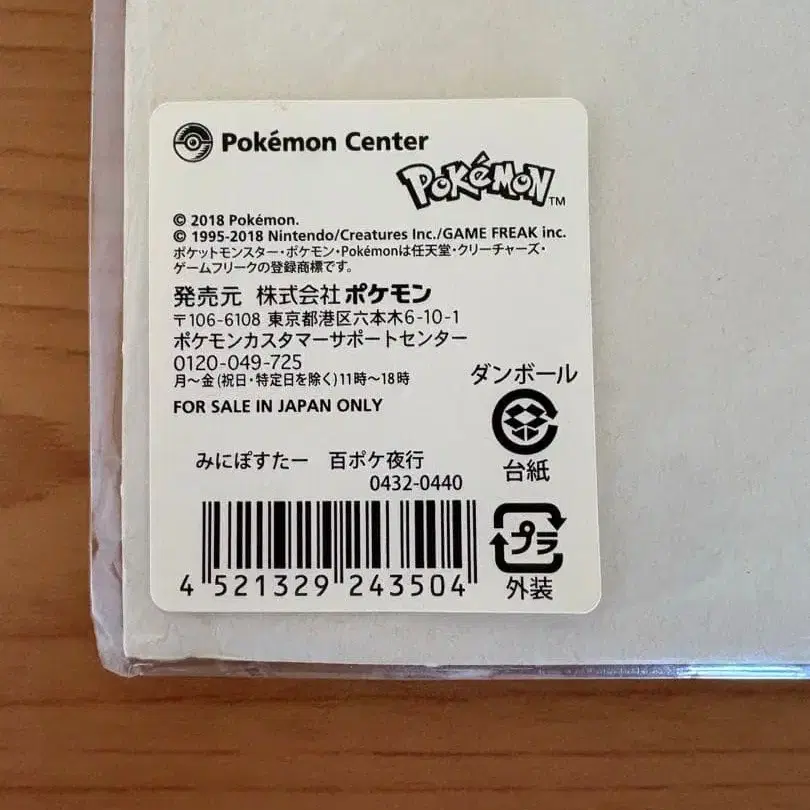 Pokémon Center
POKéMON™
© 2018 Pokémon.
© 1995-2018 Nintendo/Creatures Inc./GAME FREAK inc.
ポケットモンスター・ポケモン・Pokémonは任天堂・クリーチャーズ・
ゲームフリークの登録商標です。
発売元 株式会社ポケモン
〒106-6108 東京都港区六本木6-10-1
ポケモンカスタマーサポートセンター
0120-049-725
月～金(祝日・特定日を除く)11時～18時
FOR SALE IN JAPAN ONLY
ダンボール
台紙
みにぽすたー 百ポケ夜行
0432-0440
4 521329 243504
プラ
外装